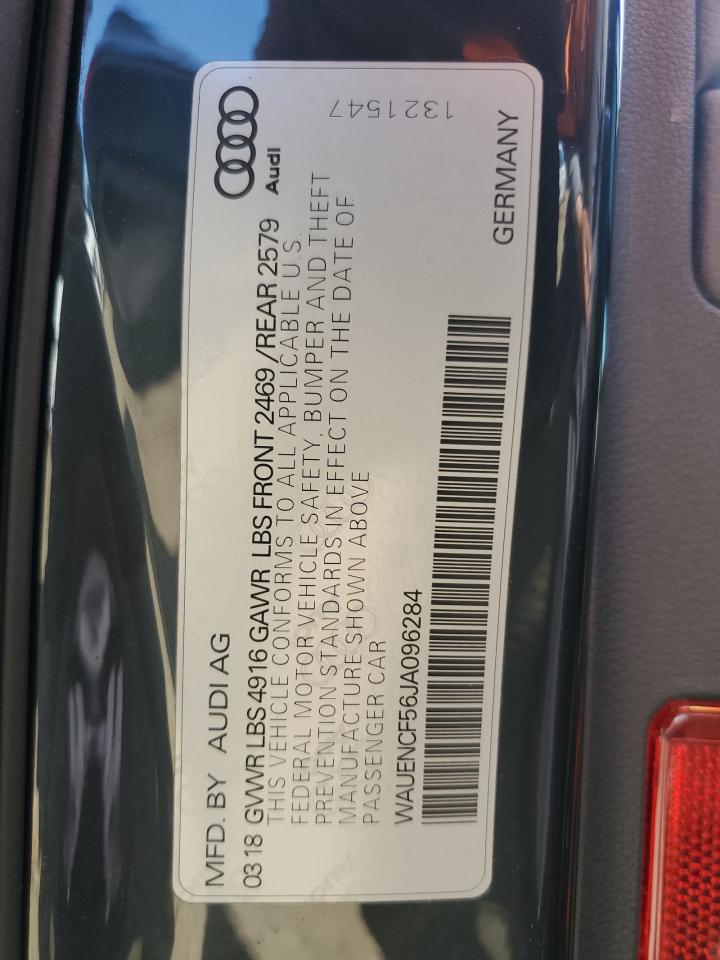 MFD. BY AUDI AG
Audi
0318 GVWR LBS 4916 GAWR LBS FRONT 2469 /REAR 2579
THIS VEHICLE CONFORMS TO ALL APPLICABLE U.S.
FEDERAL MOTOR VEHICLE SAFETY, BUMPER AND THEFT
PREVENTION STANDARDS IN EFFECT ON THE DATE OF
MANUFACTURE SHOWN ABOVE
PASSENGER CAR
WAUENCF56JA096284
1321547
GERMANY